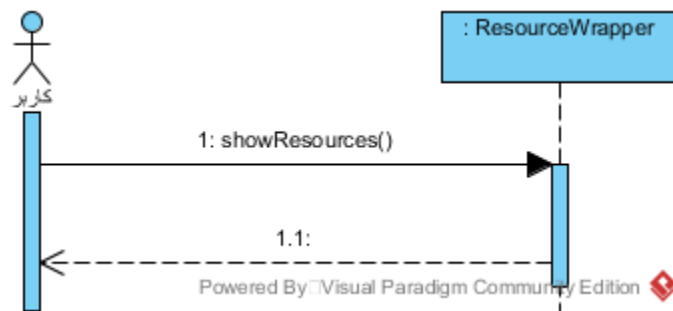 : ResourceWrapper
کاربر
1: showResources()
1.1:
Powered By Visual Paradigm Community Edition